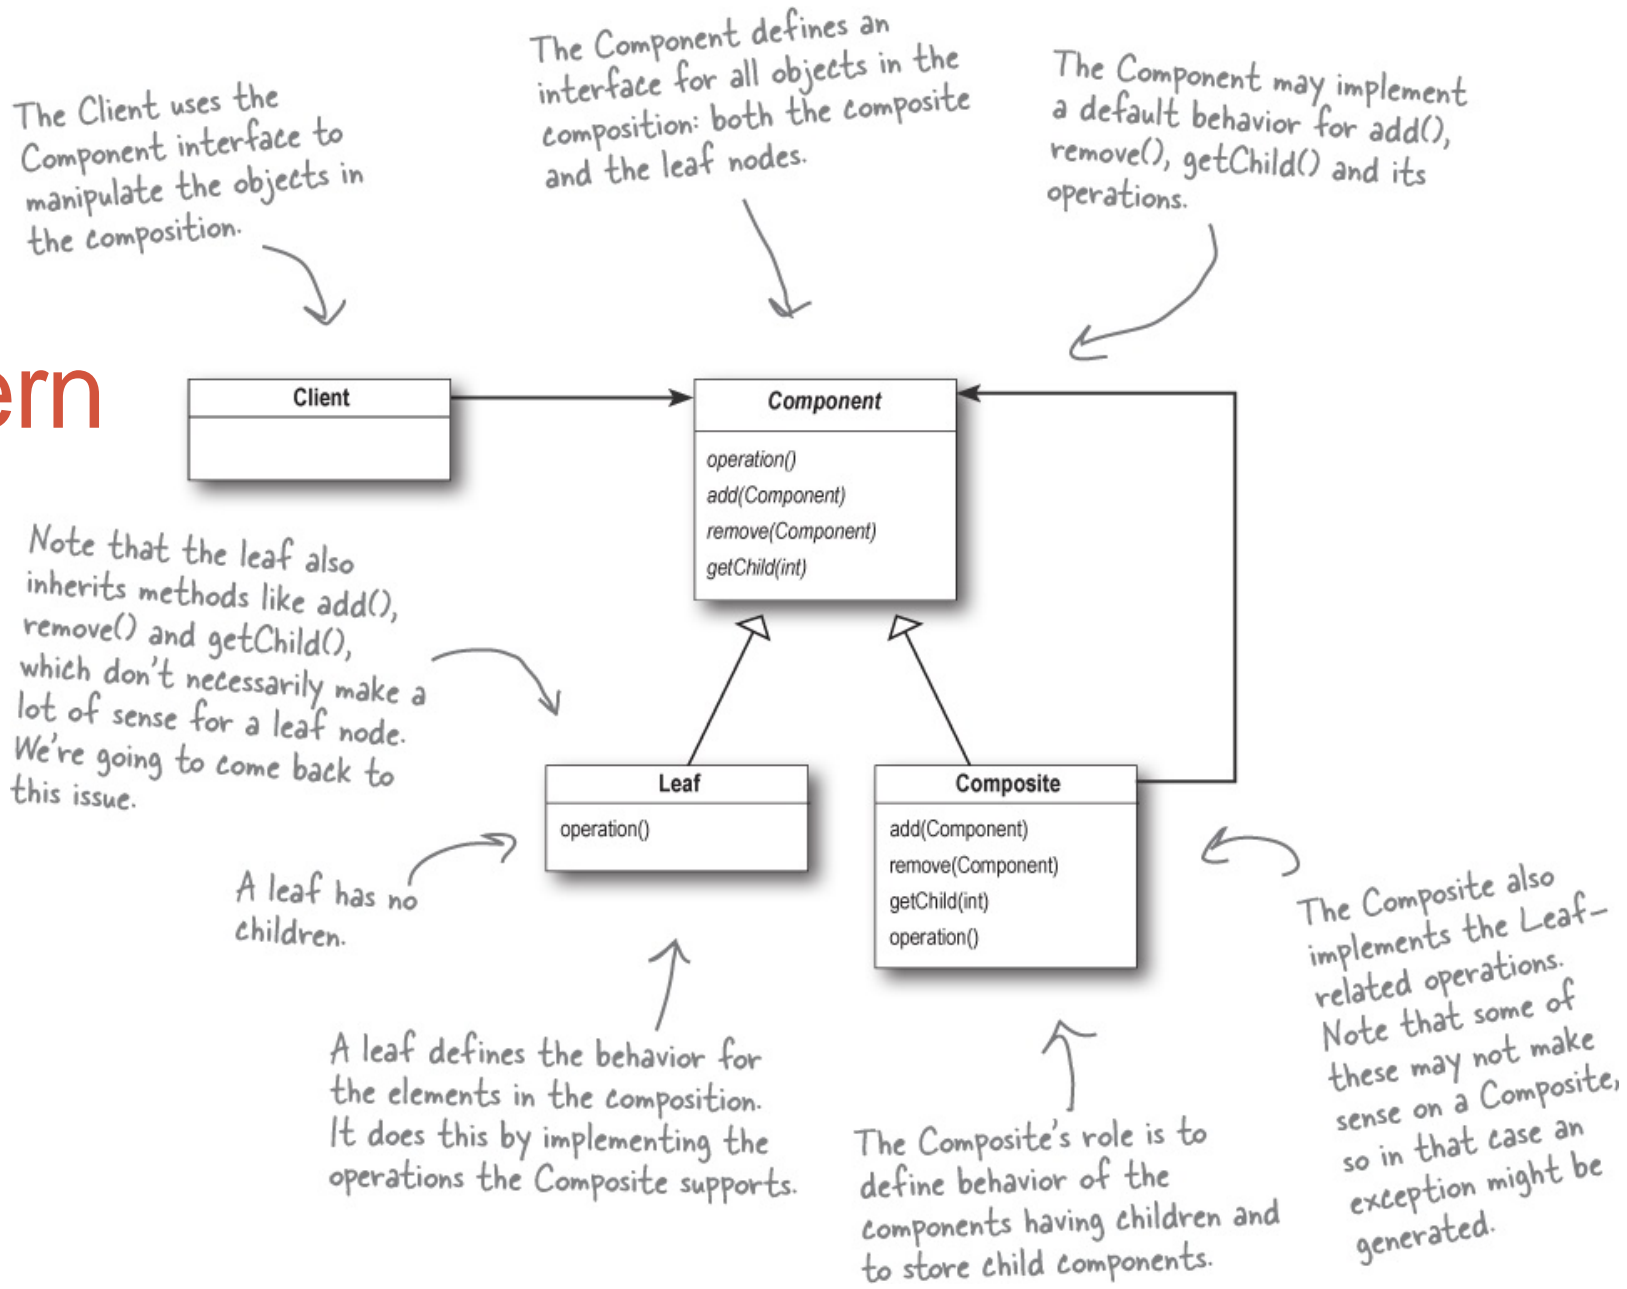 The Client uses the
Component interface to
manipulate the objects in
the composition.
The Component defines an
interface for all objects in the
composition: both the composite
and the leaf nodes.
The Component may implement
a default behavior for add(),
remove(), getChild() and its
operations.
ern
Client
Component
operation()
add(Component)
remove(Component)
getChild(int)
Note that the leaf also
inherits methods like add(),
remove() and getChild(),
which don't necessarily make a
lot of sense for a leaf node.
We're going to come back to
this issue.
Leaf
operation()
Composite
add(Component)
remove(Component)
getChild(int)
operation()
A leaf has no
children.
A leaf defines the behavior for
the elements in the composition.
It does this by implementing the
operations the Composite supports.
The Composite's role is to
define behavior of the
components having children and
to store child components.
The Composite also
implements the Leaf-
related operations.
Note that some of
these may not make
sense on a Composite,
so in that case an
exception might be
generated.